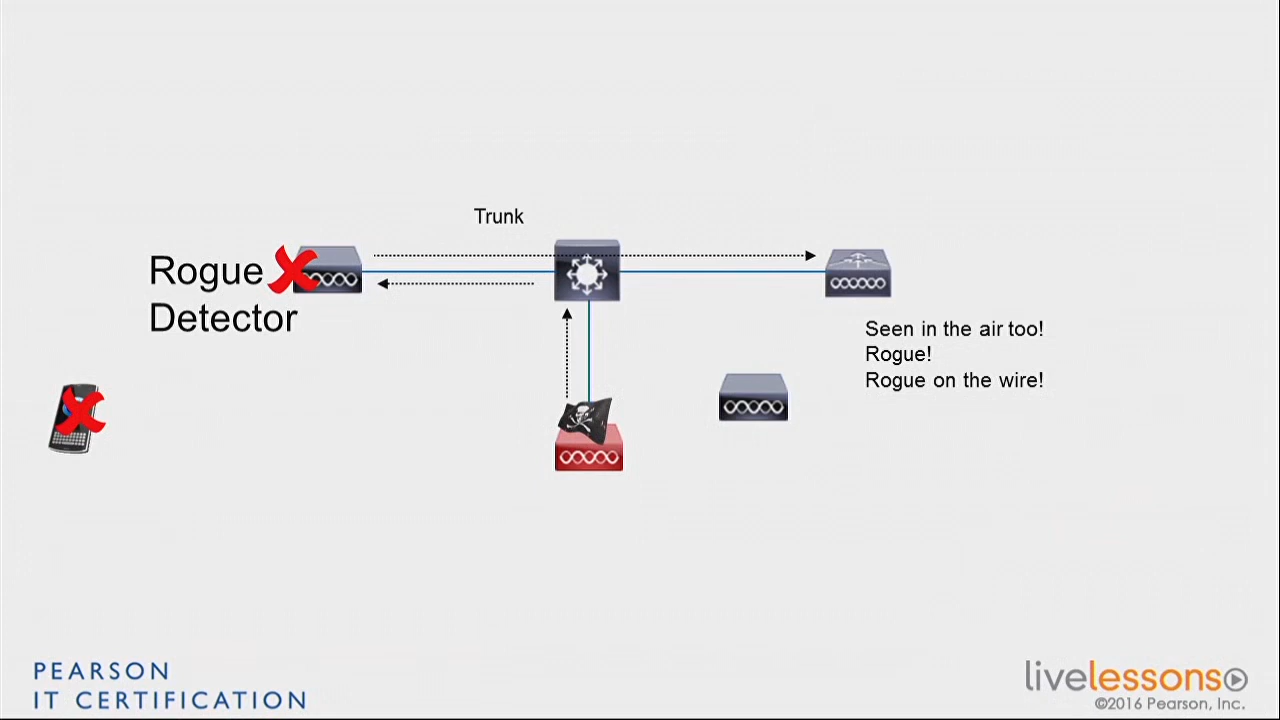 Trunk
Rogue
Detector
Seen in the air too!
Rogue!
Rogue on the wire!
PEARSON
IT CERTIFICATION
livelessons
©2016 Pearson, Inc.